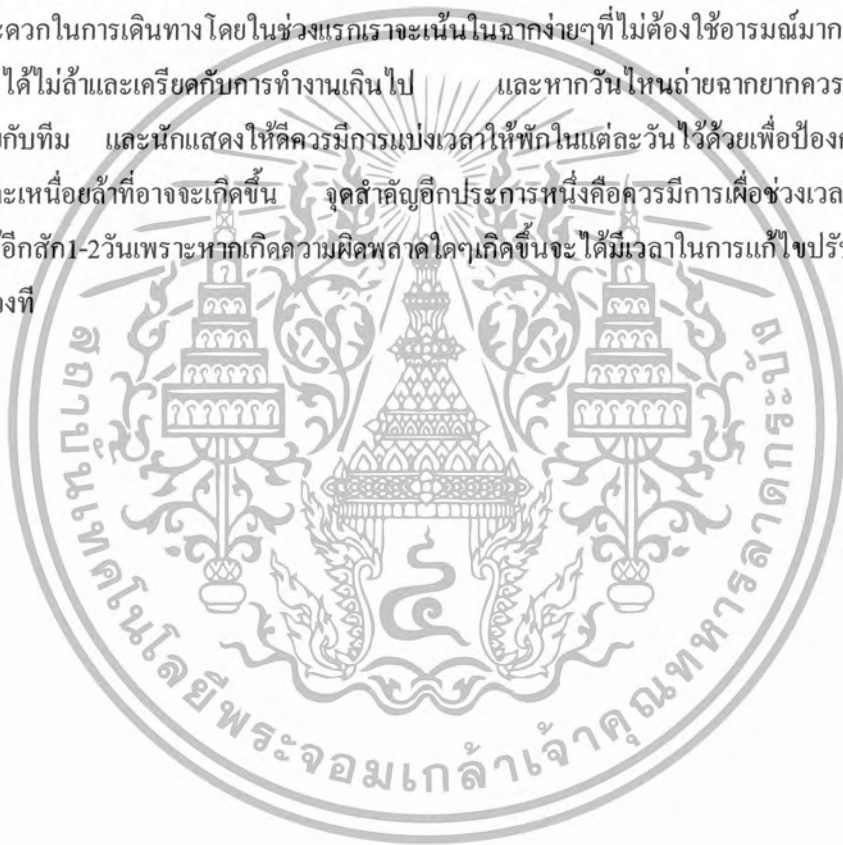 ะดวกในการเดินทางโดยในช่วงแรกเราจะเน้นในฉากง่ายๆที่ไม่ต้องใช้อารมณ์มาก
ได้ไม่ล้าและเครียดกับการทำงานเกินไป และหากวันไหนถ่ายฉากยากควร
กับทีม และนักแสดงให้ดีควรมีการแบ่งเวลาให้พักในแต่ละวันไว้ด้วยเพื่อป้องก
ะเหนื่อยล้าที่อาจจะเกิดขึ้น จุดสำคัญอีกประการหนึ่งคือควรมีการเผื่อช่วงเวล
อีกสัก1-2วันเพราะหากเกิดความผิดพลาดใดๆเกิดขึ้นจะได้มีเวลาในการแก้ไขปรั
วงที
สถาบันเทคโนโลยีพระจอมเกล้าเจ้าคุณทหารลาดกระบัง
๔